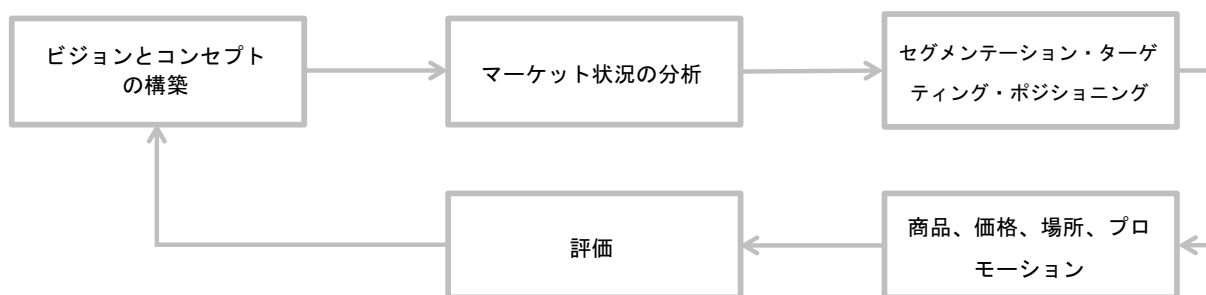 ビジョンとコンセプト
の構築
マーケット状況の分析
セグメンテーション・ターゲ
ティング・ポジショニング
商品、価格、場所、プロ
モーション
評価